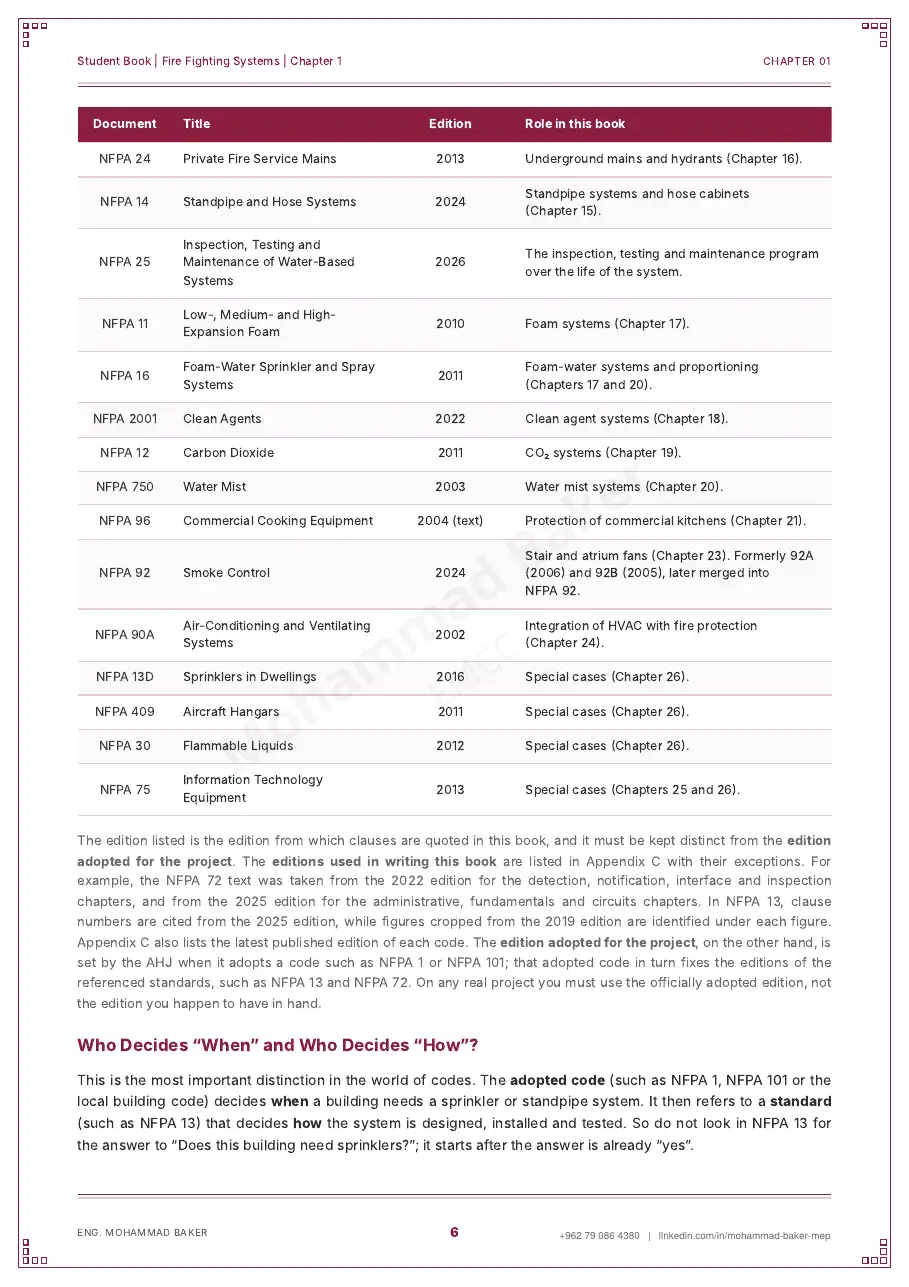 Student Book | Fire Fighting Systems | Chapter 1
CHAPTER 01
Document Title Edition Role in this book
NFPA 24 Private Fire Service Mains 2013 Underground mains and hydrants (Chapter 16).
NFPA 14 Standpipe and Hose Systems 2024 Standpipe systems and hose cabinets
(Chapter 15).
NFPA 25 Inspection, Testing and
Maintenance of Water-Based
Systems 2026 The inspection, testing and maintenance program
over the life of the system.
NFPA 11 Low-, Medium- and High-
Expansion Foam 2010 Foam systems (Chapter 17).
NFPA 16 Foam-Water Sprinkler and Spray
Systems 2011 Foam-water systems and proportioning
(Chapters 17 and 20).
NFPA 2001 Clean Agents 2022 Clean agent systems (Chapter 18).
NFPA 12 Carbon Dioxide 2011 CO₂ systems (Chapter 19).
NFPA 750 Water Mist 2003 Water mist systems (Chapter 20).
NFPA 96 Commercial Cooking Equipment 2004 (text) Protection of commercial kitchens (Chapter 21).
NFPA 92 Smoke Control 2024 Stair and atrium fans (Chapter 23). Formerly 92A
(2006) and 92B (2005), later merged into
NFPA 92.
NFPA 90A Air-Conditioning and Ventilating
Systems 2002 Integration of HVAC with fire protection
(Chapter 24).
NFPA 13D Sprinklers in Dwellings 2016 Special cases (Chapter 26).
NFPA 409 Aircraft Hangars 2011 Special cases (Chapter 26).
NFPA 30 Flammable Liquids 2012 Special cases (Chapter 26).
NFPA 75 Information Technology
Equipment 2013 Special cases (Chapters 25 and 26).
Mohammad Baker
EMCC
The edition listed is the edition from which clauses are quoted in this book, and it must be kept distinct from the edition
adopted for the project. The editions used in writing this book are listed in Appendix C with their exceptions. For
example, the NFPA 72 text was taken from the 2022 edition for the detection, notification, interface and inspection
chapters, and from the 2025 edition for the administrative, fundamentals and circuits chapters. In NFPA 13, clause
numbers are cited from the 2025 edition, while figures cropped from the 2019 edition are identified under each figure.
Appendix C also lists the latest published edition of each code. The edition adopted for the project, on the other hand, is
set by the AHJ when it adopts a code such as NFPA 1 or NFPA 101; that adopted code in turn fixes the editions of the
referenced standards, such as NFPA 13 and NFPA 72. On any real project you must use the officially adopted edition, not
the edition you happen to have in hand.
Who Decides “When” and Who Decides “How”?
This is the most important distinction in the world of codes. The adopted code (such as NFPA 1, NFPA 101 or the
local building code) decides when a building needs a sprinkler or standpipe system. It then refers to a standard
(such as NFPA 13) that decides how the system is designed, installed and tested. So do not look in NFPA 13 for
the answer to “Does this building need sprinklers?”; it starts after the answer is already “yes”.
ENG. MOHAMMAD BAKER
6
+962 79 086 4380 | linkedin.com/in/mohammad-baker-mep